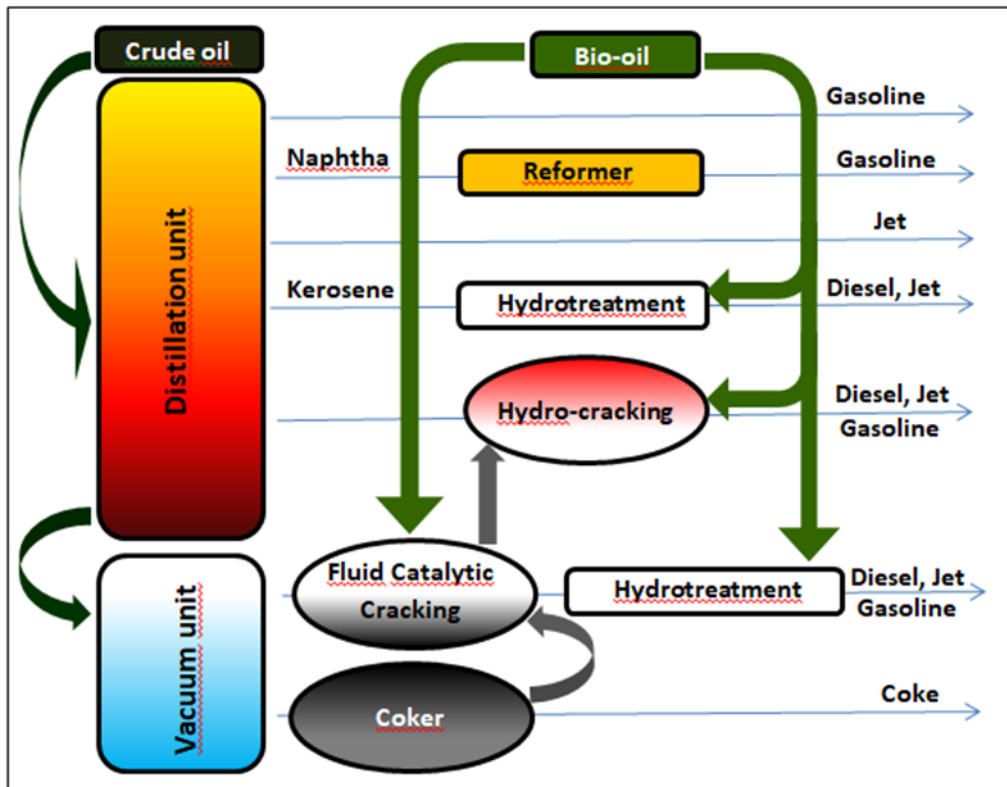 Crude oil
Bio-oil
Gasoline
Naphtha
Reformer
Gasoline
Jet
Distillation unit
Kerosene
Hydrotreatment
Diesel, Jet
Hydro-cracking
Diesel, Jet
Gasoline
Fluid Catalytic
Cracking
Hydrotreatment
Diesel, Jet
Gasoline
Vacuum unit
Coker
Coke